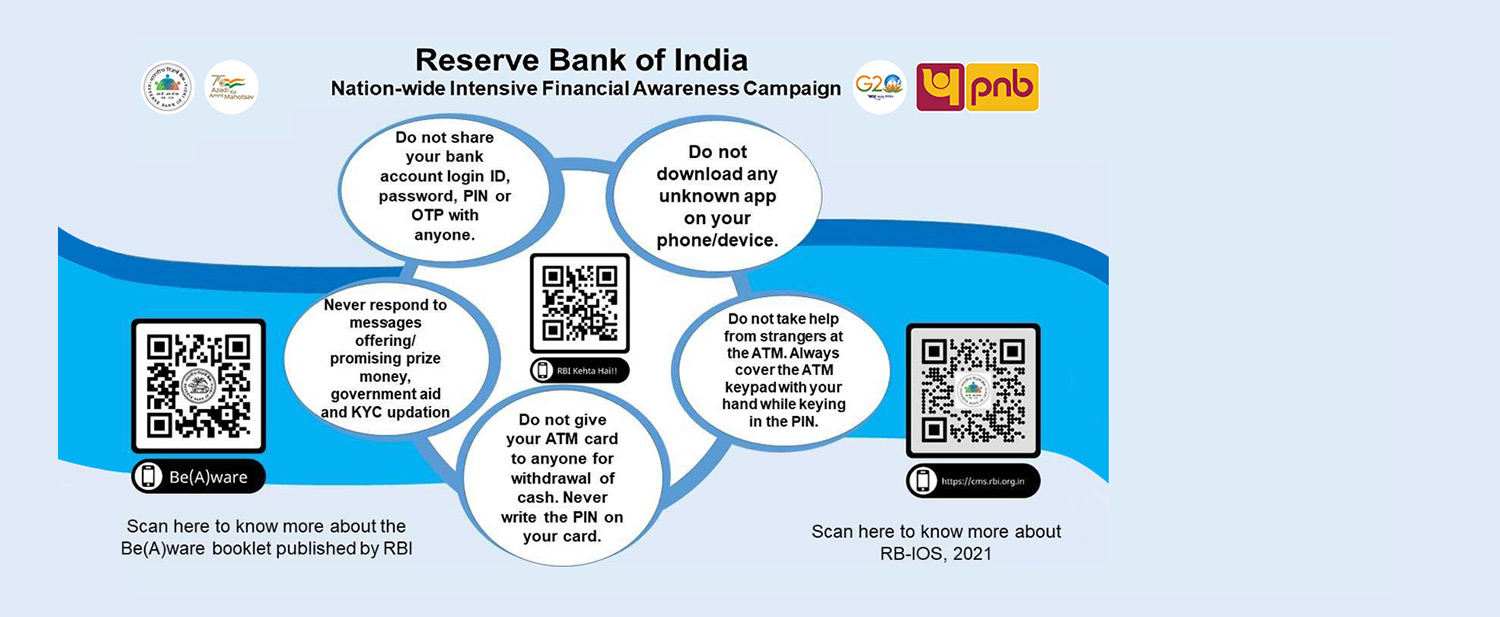 Reserve Bank of India
Nation-wide Intensive Financial Awareness Campaign
Azadi Ka
Amrit Mahotsav
G20
प pnb
Do not share
your bank
account login ID,
password, PIN or
OTP with
anyone.
Do not
download any
unknown app
on your
phone/device.
Never respond to
messages
offering/
promising prize
money,
government aid
and KYC updation
RBI Kehta Hai!!
Do not take help
from strangers at
the ATM. Always
cover the ATM
keypad with your
hand while keying
in the PIN.
Do not give
your ATM card
to anyone for
withdrawal of
cash. Never
write the PIN on
your card.
Be(A)ware
Scan here to know more about the
Be(A)ware booklet published by RBI
https://cms.rbi.org.in
Scan here to know more about
RB-IOS, 2021